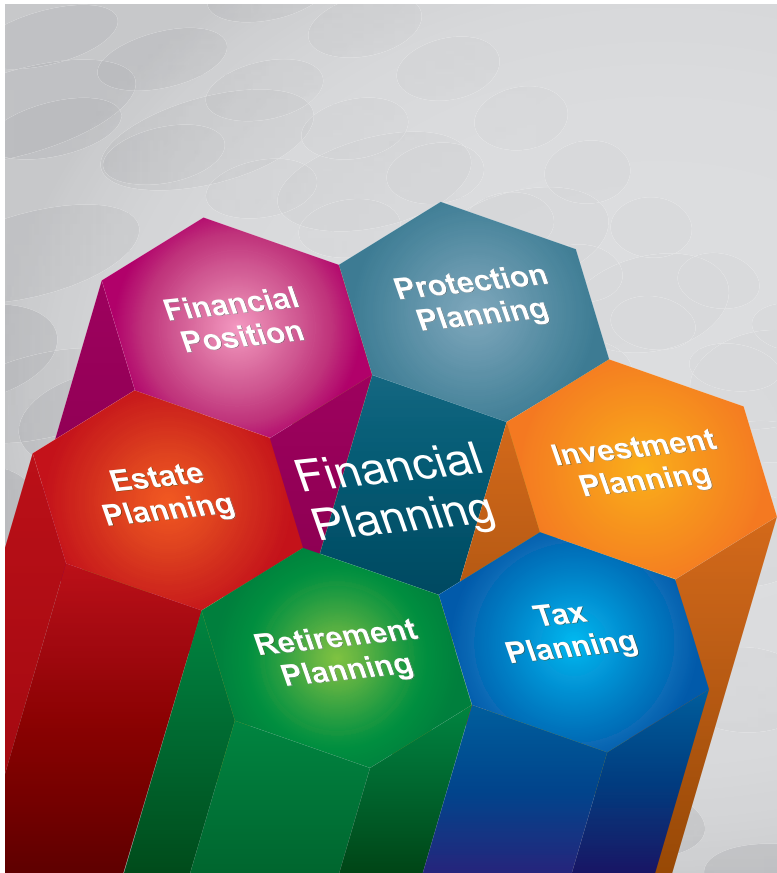 Financial
Position
Protection
Planning
Estate
Planning
Financial
Planning
Investment
Planning
Retirement
Planning
Tax
Planning